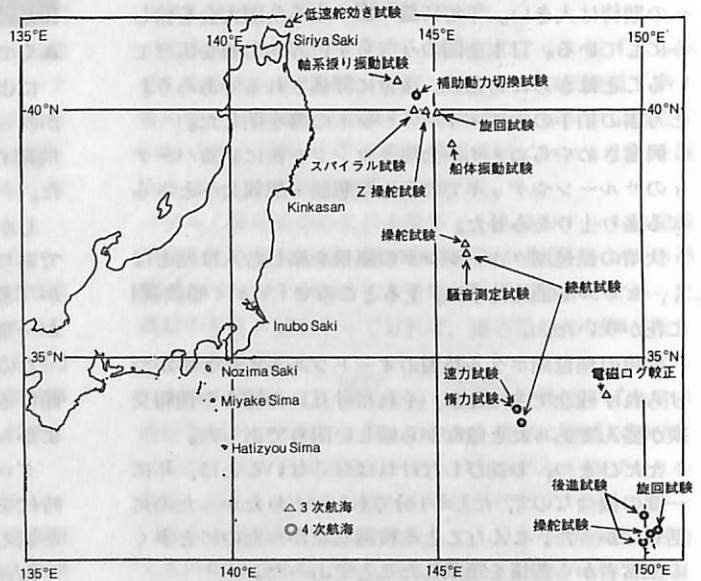 135°E
低速舵効き試験
140°E
Siriya Saki
145°E
150°E
軸系捩り振動試験
補助動力切換試験
40°N
40°N
旋回試験
スパイラル試験
船体振動試験
Z操舵試験
Kinkasan
操舵試験
騒音測定試験
続航試験
Inubo Saki
35°N
35°N
Nozima Saki
速力試験
電磁ログ較正
Miyake Sima
惰力試験
Hatizyou Sima
後進試験
旋回試験
△3次航海
操舵試験
○4次航海
135°E
140°E
145°E
150°E